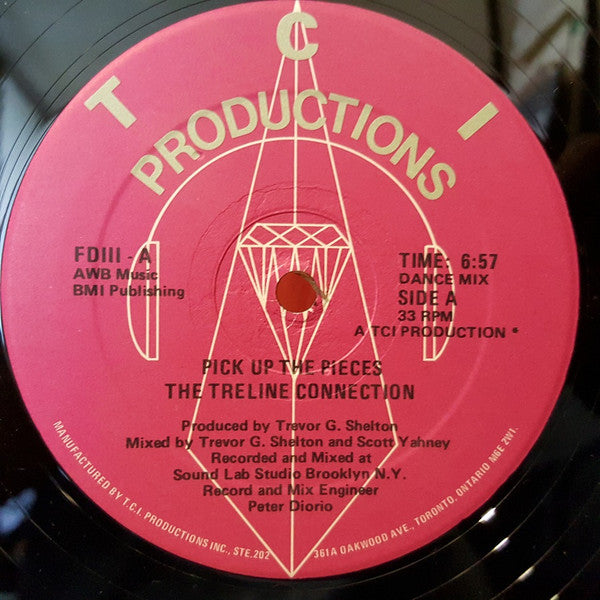 T C I
PRODUCTIONS
FDIII - A
AWB Music
BMI Publishing
TIME: 6:57
DANCE MIX
SIDE A
33 RPM
A TCI PRODUCTION *
PICK UP THE PIECES
THE TRELINE CONNECTION
Produced by Trevor G. Shelton
Mixed by Trevor G. Shelton and Scott Yahney
Recorded and Mixed at
Sound Lab Studio Brooklyn N.Y.
Record and Mix Engineer
Peter Diorio
MANUFACTURED BY T.C.I. PRODUCTIONS INC., STE.202 361A OAKWOOD AVE., TORONTO, ONTARIO M6E 2W1.